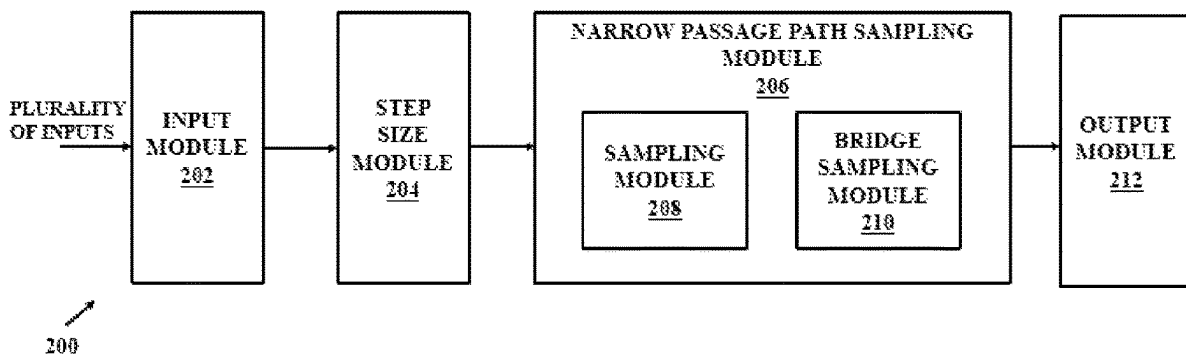 PLURALITY
OF INPUTS
INPUT
MODULE
202
STEP
SIZE
MODULE
204
NARROW PASSAGE PATH SAMPLING
MODULE
206
SAMPLING
MODULE
208
BRIDGE
SAMPLING
MODULE
210
OUTPUT
MODULE
212
200